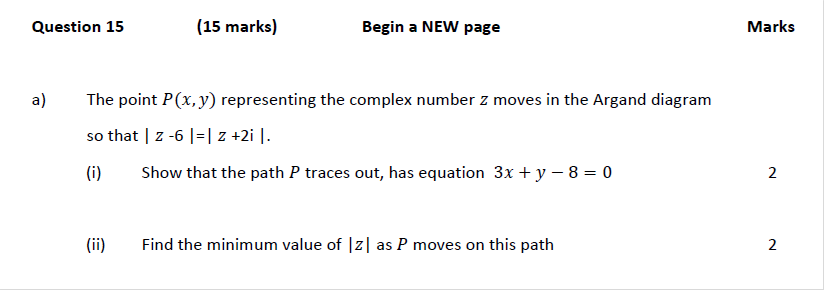 Question 15 (15 marks) Begin a NEW page Marks
a) The point P(x, y) representing the complex number z moves in the Argand diagram
so that | z -6 |=| z +2i |.
(i) Show that the path P traces out, has equation 3x + y − 8 = 0 2
(ii) Find the minimum value of |z| as P moves on this path 2